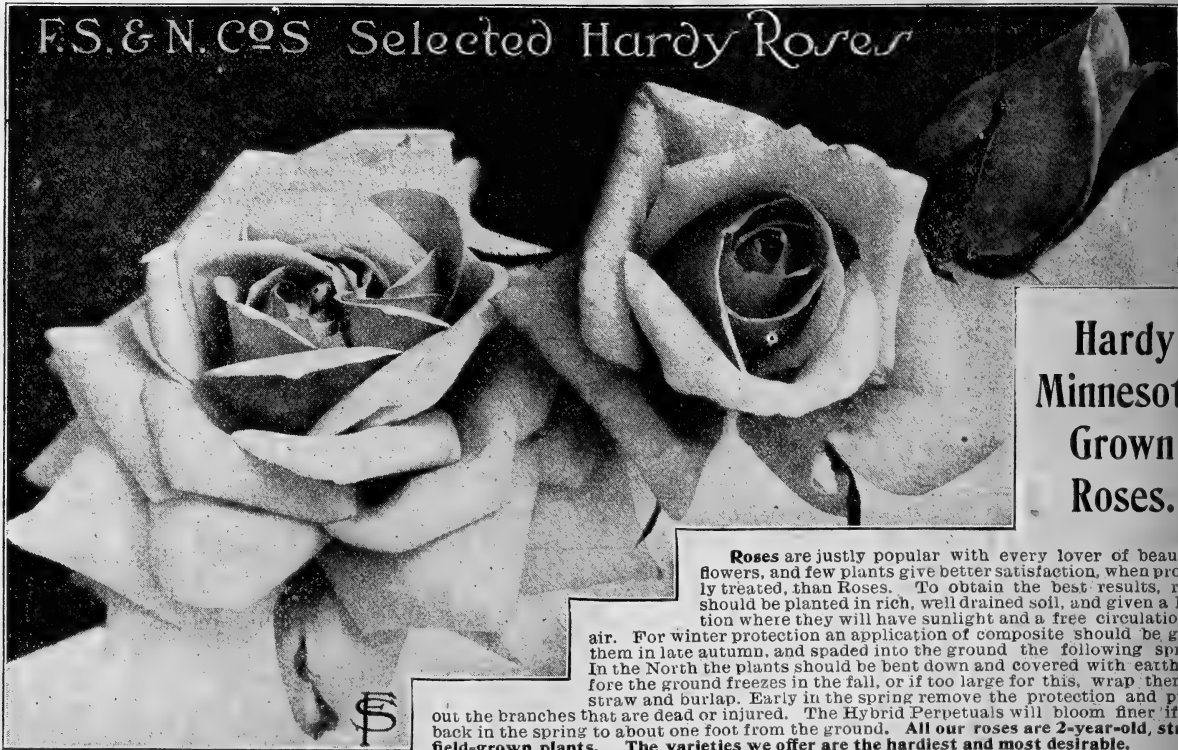 F.S. & N. Co's Selected Hardy Roses
Hardy
Minnesot
Grown
Roses.
Roses are justly popular with every lover of beau
flowers, and few plants give better satisfaction, when pro
ly treated, than Roses. To obtain the best results, r
should be planted in rich, well drained soil, and given a l
tion where they will have sunlight and a free circulatio
air. For winter protection an application of composite should be g
them in late autumn, and spaded into the ground the following spr
In the North the plants should be bent down and covered with earth
fore the ground freezes in the fall, or if too large for this, wrap then
straw and burlap. Early in the spring remove the protection and p
out the branches that are dead or injured. The Hybrid Perpetuals will bloom finer if
back in the spring to about one foot from the ground. All our roses are 2-year-old, str
field-grown plants. The varieties we offer are the hardiest and most desirable.